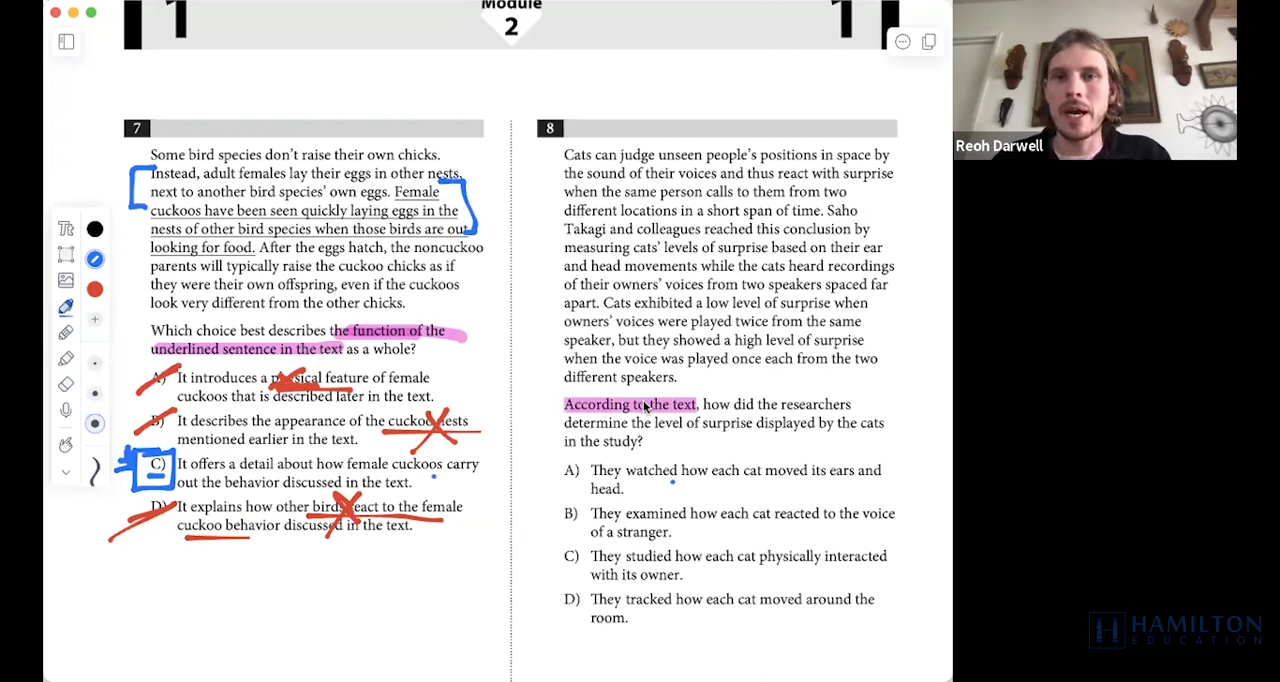 1
Module
2
1
7
Some bird species don't raise their own chicks.
Instead, adult females lay their eggs in other nests,
next to another bird species' own eggs. Female
cuckoos have been seen quickly laying eggs in the
nests of other bird species when those birds are out
looking for food. After the eggs hatch, the noncuckoo
parents will typically raise the cuckoo chicks as if
they were their own offspring, even if the cuckoos
look very different from the other chicks.
Which choice best describes the function of the
underlined sentence in the text as a whole?
A) It introduces a physical feature of female
cuckoos that is described later in the text.
B) It describes the appearance of the cuckoo nests
mentioned earlier in the text.
C) It offers a detail about how female cuckoos carry
out the behavior discussed in the text.
D) It explains how other birds react to the female
cuckoo behavior discussed in the text.
8
Cats can judge unseen people's positions in space by
the sound of their voices and thus react with surprise
when the same person calls to them from two
different locations in a short span of time. Saho
Takagi and colleagues reached this conclusion by
measuring cats' levels of surprise based on their ear
and head movements while the cats heard recordings
of their owners' voices from two speakers spaced far
apart. Cats exhibited a low level of surprise when
owners' voices were played twice from the same
speaker, but they showed a high level of surprise
when the voice was played once each from the two
different speakers.
According to the text, how did the researchers
determine the level of surprise displayed by the cats
in the study?
A) They watched how each cat moved its ears and
head.
B) They examined how each cat reacted to the voice
of a stranger.
C) They studied how each cat physically interacted
with its owner.
D) They tracked how each cat moved around the
room.
Reoh Darwell
HAMILTON
EDUCATION